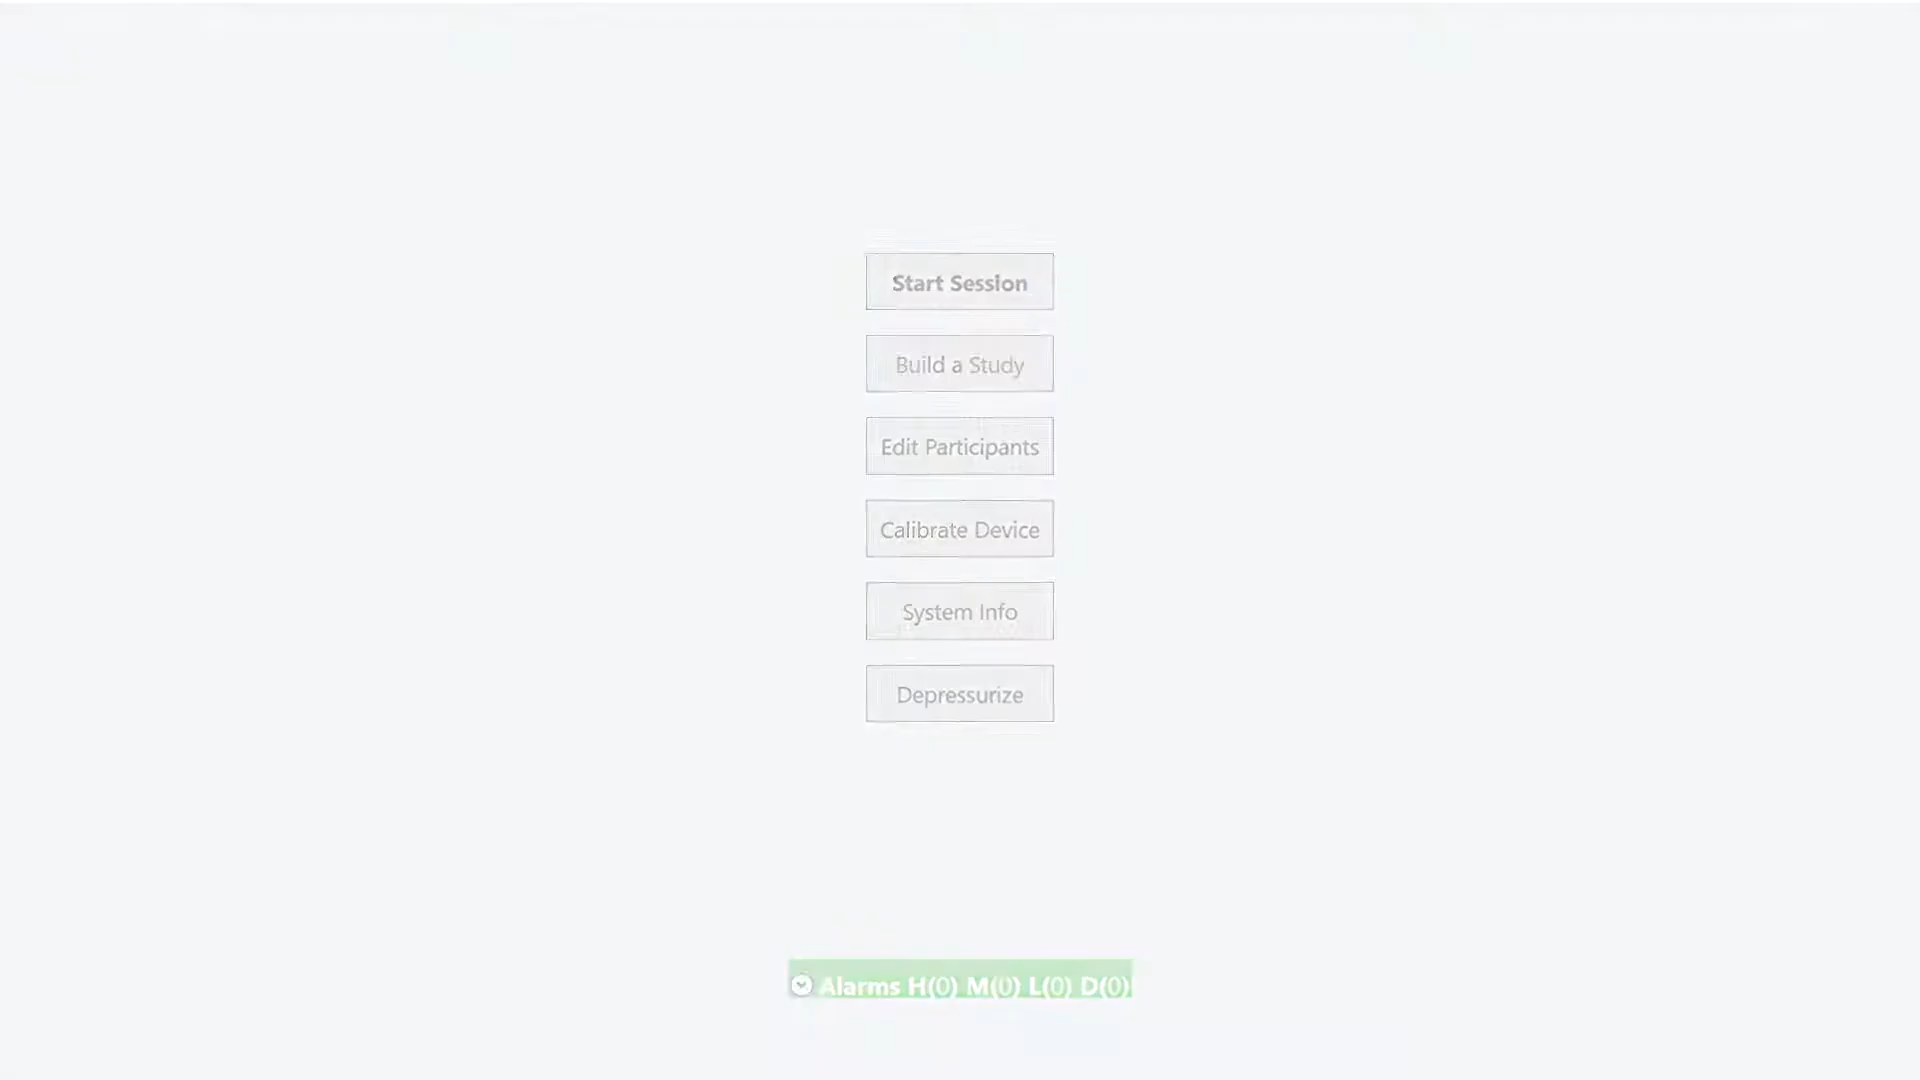 Start Session
Build a Study
Edit Participants
Calibrate Device
System Info
Depressurize
Alarms H(0) M(0) L(0) D(0)